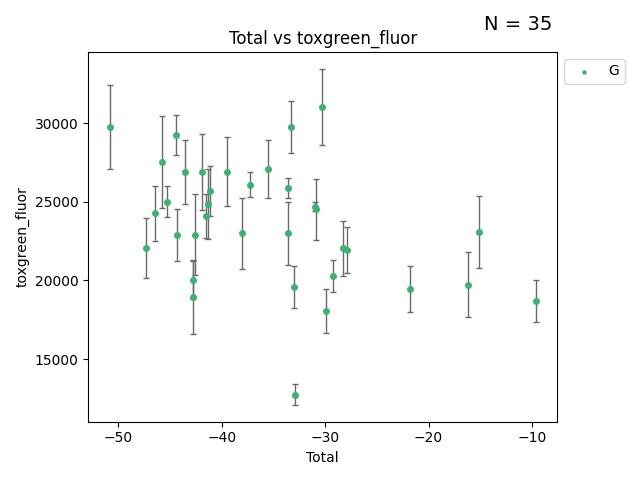 N = 35
Total vs toxgreen_fluor
G
toxgreen_fluor
30000
25000
20000
15000
−50
−40
−30
−20
−10
Total